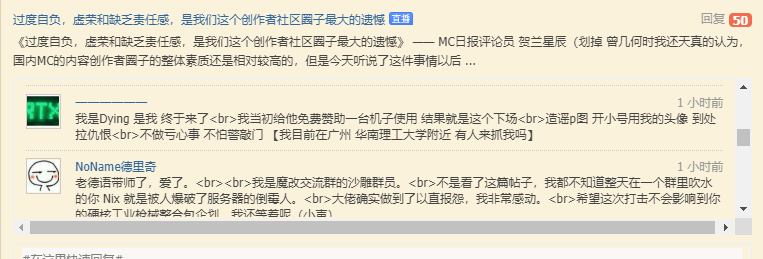 过度自负，虚荣和缺乏责任感，是我们这个创作者社区圈子最大的遗憾 直播 回复 50
《过度自负，虚荣和缺乏责任感，是我们这个创作者社区圈子最大的遗憾》 —— MC日报评论员 贺兰星辰（划掉 曾几何时我还天真的认为，
国内MC的内容创作者圈子的整体素质还是相对较高的，但是今天听说了这件事情以后 ...
RTX ——————— 1 小时前
我是Dying 是我 终于来了<br>我当初给他免费赞助一台机子使用 结果就是这个下场<br>造谣p图 开小号用我的头像 到处
拉仇恨<br>不做亏心事 不怕警敲门 【我目前在广州 华南理工大学附近 有人来抓我吗】
NoName德里奇 1 小时前
老德语带师了，爱了。<br><br>我是魔改交流群的沙雕群员。<br>不是看了这篇帖子，我都不知道整天在一个群里吹水
的你 Nix 就是被人爆破了服务器的倒霉人。<br>大佬确实做到了以直报怨，我非常感动。<br>希望这次打击不会影响到你
的硬核工业枪械整合包企划，我还等着呢（小声）
#在这里快速回复#